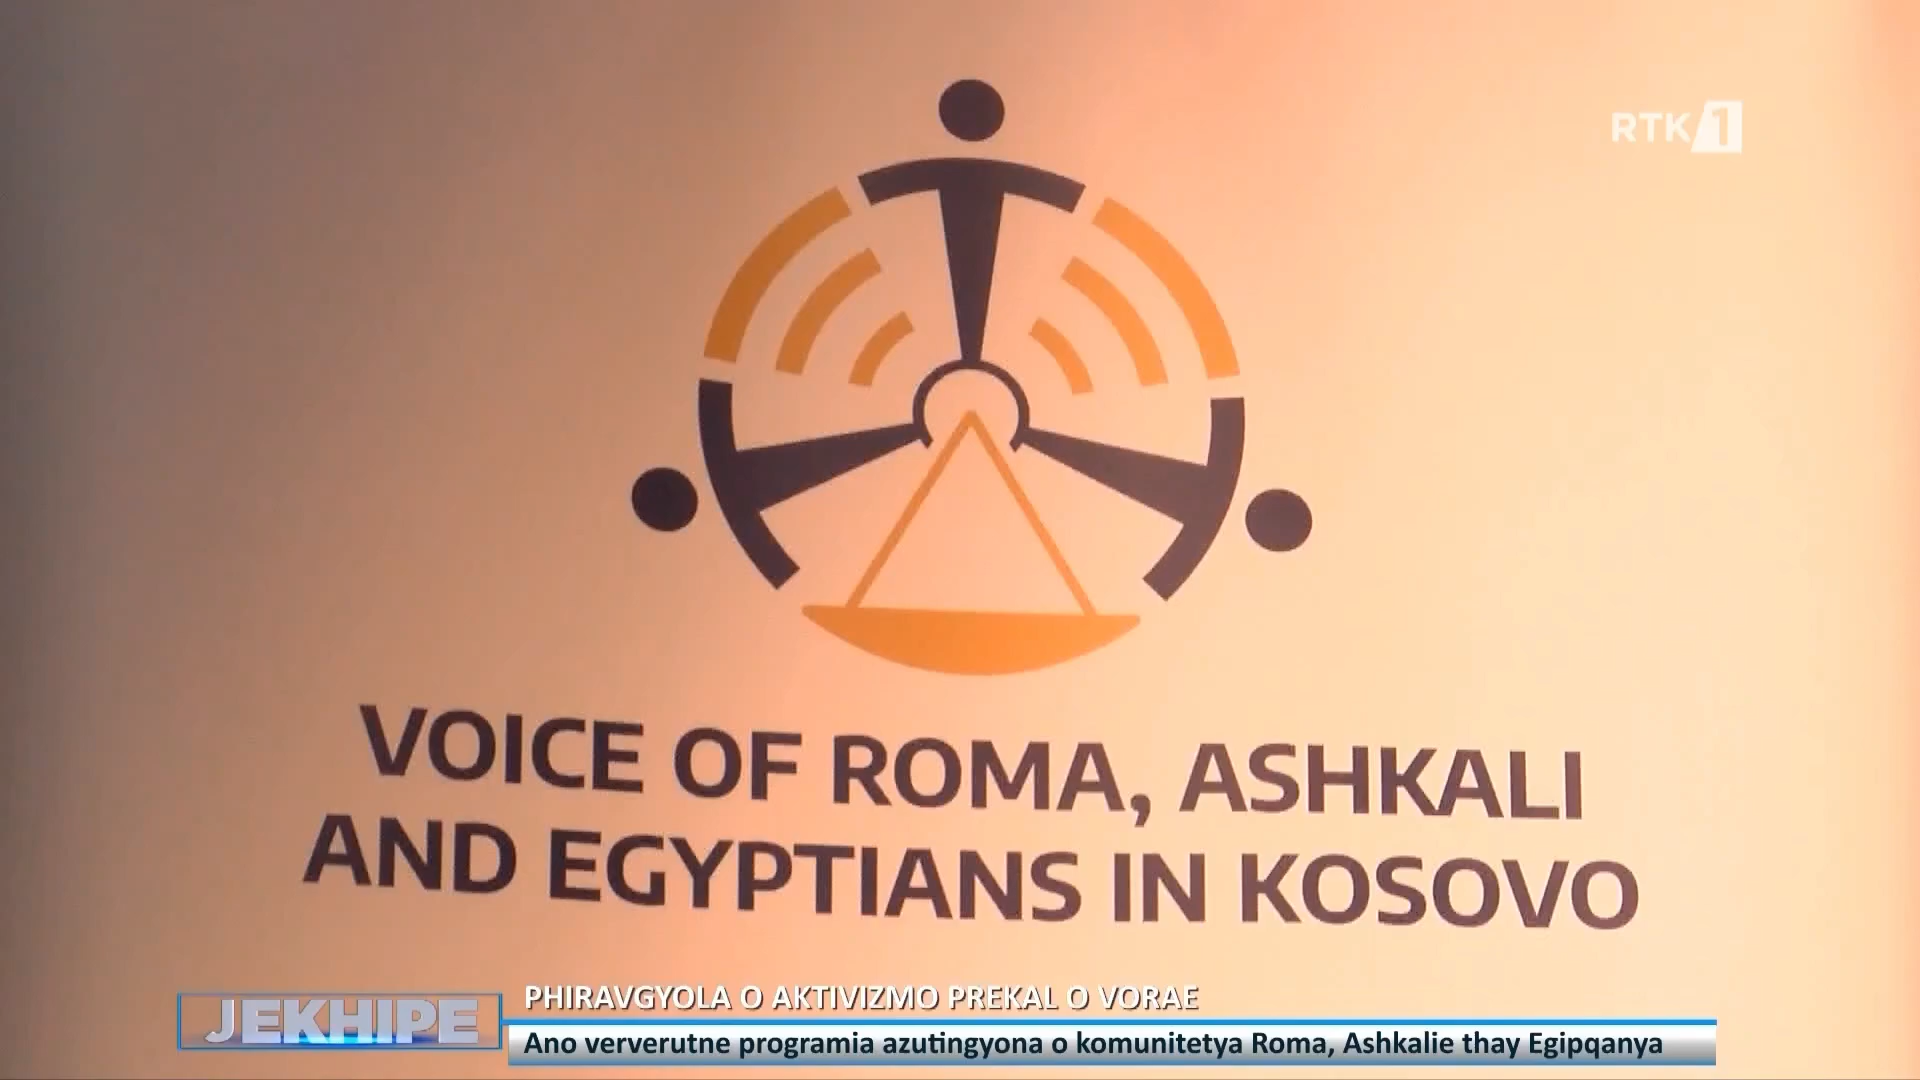 RTK 1
VOICE OF ROMA, ASHKALI
AND EGYPTIANS IN KOSOVO
JEKHIPE
PHIRAVGYOLA O AKTIVIZMO PREKAL O VORAE
Ano ververutne programia azutingyona o komunitetya Roma, Ashkalie thay Egipqanya